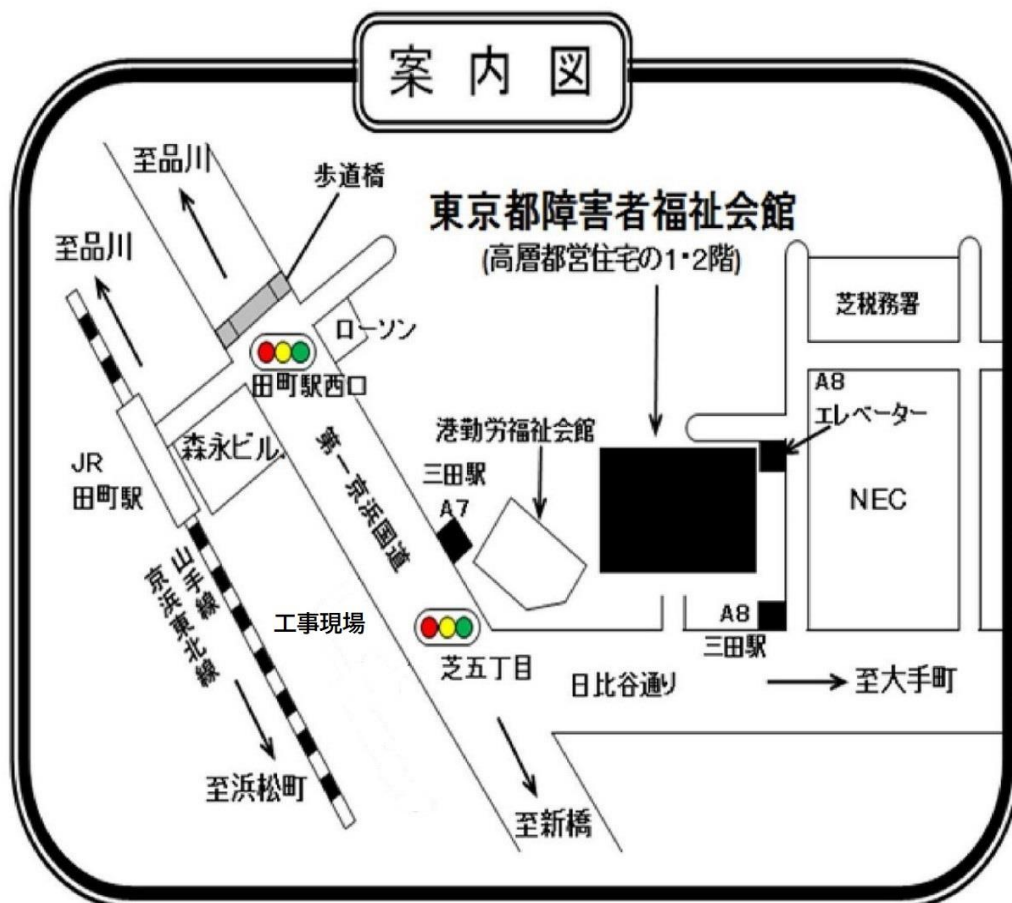 案内図
至品川
歩道橋
至品川
東京都障害者福祉会館
(高層都営住宅の1・2階)
芝税務署
ローソン
田町駅西口
A8
エレベーター
港勤労福祉会館
森永ビル
第一京浜国道
三田駅
A7
JR
田町駅
NEC
山手線
京浜東北線
工事現場
A8
三田駅
芝五丁目
日比谷通り
至大手町
至浜松町
至新橋